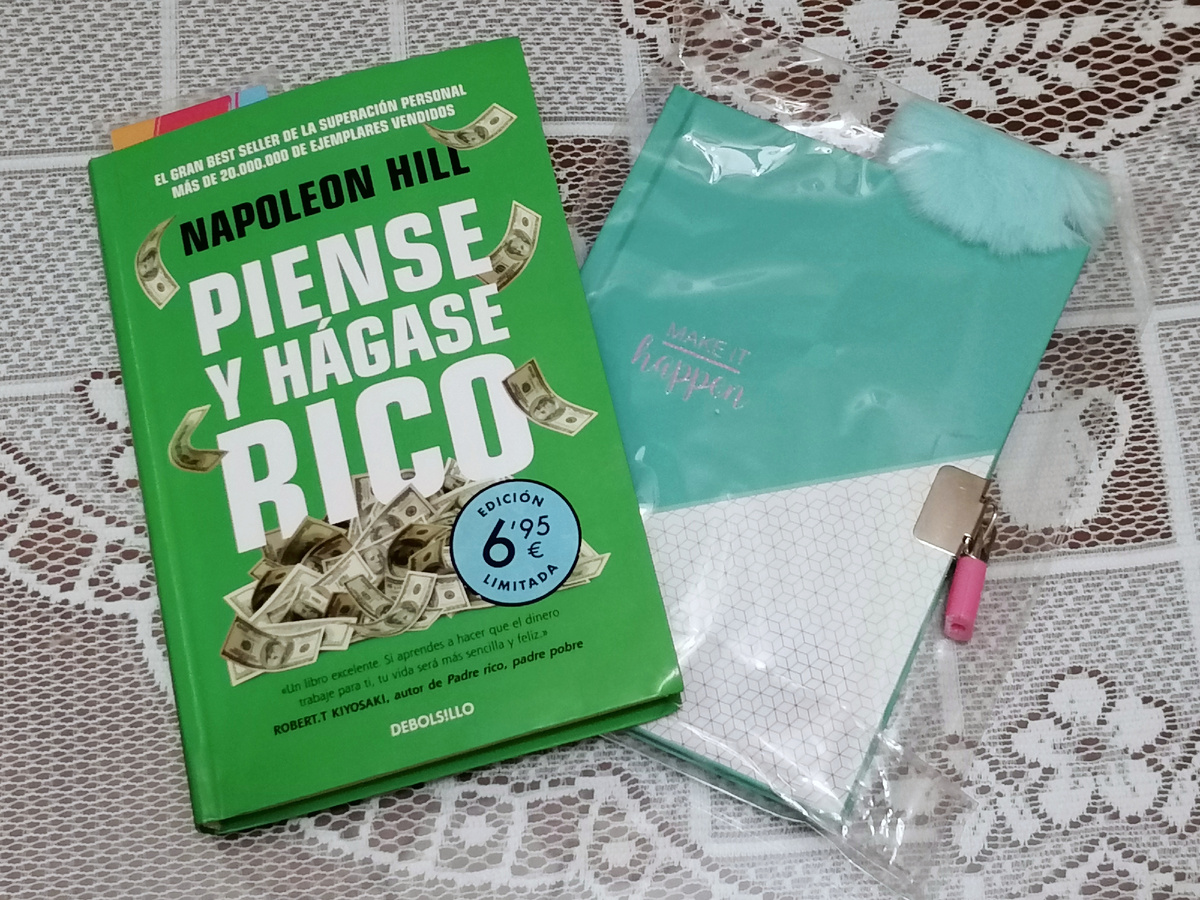 EL GRAN BEST SELLER DE LA SUPERACIÓN PERSONAL
MÁS DE 20.000.000 DE EJEMPLARES VENDIDOS
NAPOLEON HILL
PIENSE
Y HÁGASE
RICO
EDICIÓN
6'95
€
LIMITADA
«Un libro excelente. Si aprendes a hacer que el dinero
trabaje para ti, tu vida será más sencilla y feliz.»
ROBERT.T KIYOSAKI, autor de Padre rico, padre pobre
DEBOLS!LLO
MAKE IT
happen